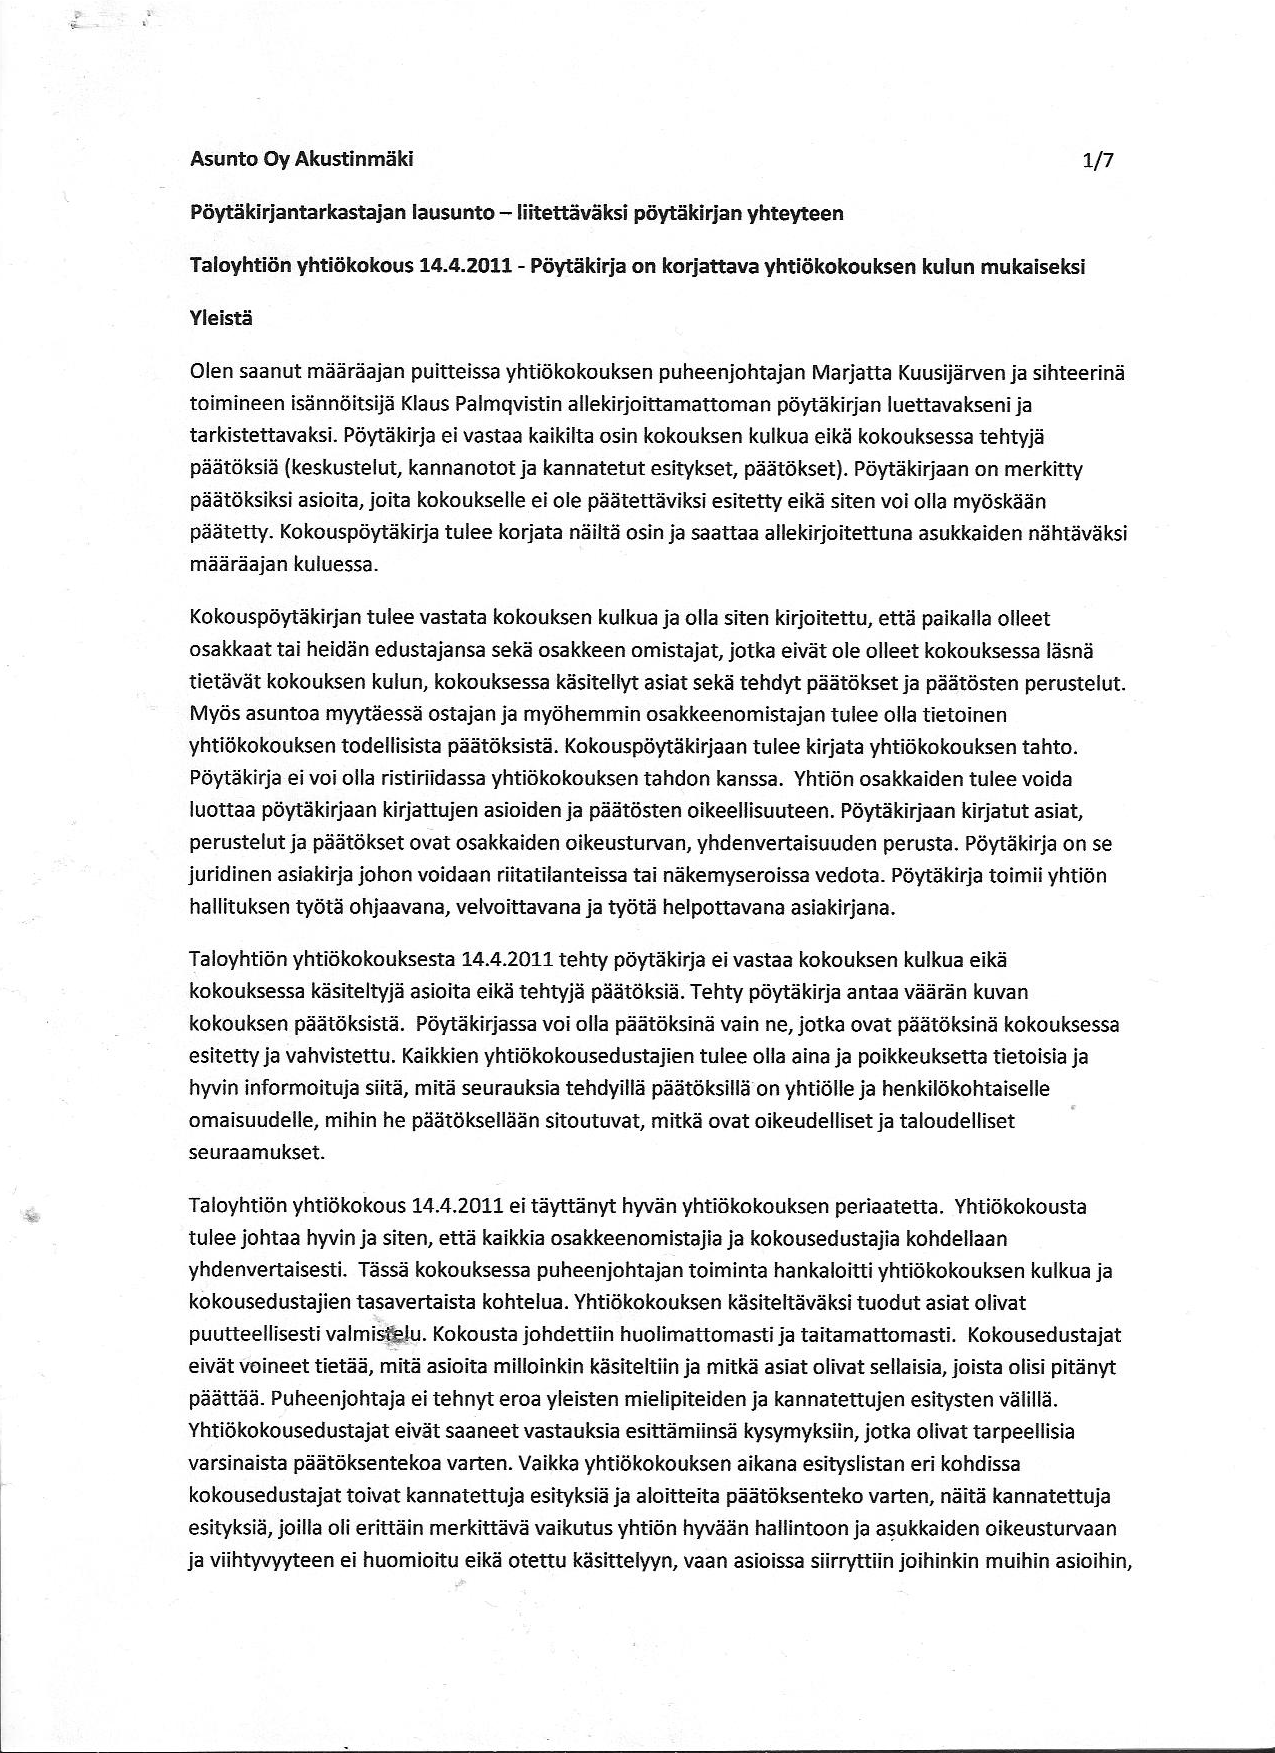 Asunto Oy Akustinmäki 1/7
Pöytäkirjantarkastajan lausunto – liitettäväksi pöytäkirjan yhteyteen
Taloyhtiön yhtiökokous 14.4.2011 - Pöytäkirja on korjattava yhtiökokouksen kulun mukaiseksi
Yleistä
Olen saanut määräajan puitteissa yhtiökokouksen puheenjohtajan Marjatta Kuusijärven ja sihteerinä
toimineen isännöitsijä Klaus Palmqvistin allekirjoittamattoman pöytäkirjan luettavakseni ja
tarkistettavaksi. Pöytäkirja ei vastaa kaikilta osin kokouksen kulkua eikä kokouksessa tehtyjä
päätöksiä (keskustelut, kannanotot ja kannatetut esitykset, päätökset). Pöytäkirjaan on merkitty
päätöksiksi asioita, joita kokoukselle ei ole päätettäviksi esitetty eikä siten voi olla myöskään
päätetty. Kokouspöytäkirja tulee korjata näiltä osin ja saattaa allekirjoitettuna asukkaiden nähtäväksi
määräajan kuluessa.
Kokouspöytäkirjan tulee vastata kokouksen kulkua ja olla siten kirjoitettu, että paikalla olleet
osakkaat tai heidän edustajansa sekä osakkeen omistajat, jotka eivät ole olleet kokouksessa läsnä
tietävät kokouksen kulun, kokouksessa käsitellyt asiat sekä tehdyt päätökset ja päätösten perustelut.
Myös asuntoa myytäessä ostajan ja myöhemmin osakkeenomistajan tulee olla tietoinen
yhtiökokouksen todellisista päätöksistä. Kokouspöytäkirjaan tulee kirjata yhtiökokouksen tahto.
Pöytäkirja ei voi olla ristiriidassa yhtiökokouksen tahdon kanssa. Yhtiön osakkaiden tulee voida
luottaa pöytäkirjaan kirjattujen asioiden ja päätösten oikeellisuuteen. Pöytäkirjaan kirjatut asiat,
perustelut ja päätökset ovat osakkaiden oikeusturvan, yhdenvertaisuuden perusta. Pöytäkirja on se
juridinen asiakirja johon voidaan riitatilanteissa tai näkemyseroissa vedota. Pöytäkirja toimii yhtiön
hallituksen työtä ohjaavana, velvoittavana ja työtä helpottavana asiakirjana.
Taloyhtiön yhtiökokouksesta 14.4.2011 tehty pöytäkirja ei vastaa kokouksen kulkua eikä
kokouksessa käsiteltyjä asioita eikä tehtyjä päätöksiä. Tehty pöytäkirja antaa väärän kuvan
kokouksen päätöksistä. Pöytäkirjassa voi olla päätöksinä vain ne, jotka ovat päätöksinä kokouksessa
esitetty ja vahvistettu. Kaikkien yhtiökokousedustajien tulee olla aina ja poikkeuksetta tietoisia ja
hyvin informoituja siitä, mitä seurauksia tehdyillä päätöksillä on yhtiölle ja henkilökohtaiselle
omaisuudelle, mihin he päätöksellään sitoutuvat, mitkä ovat oikeudelliset ja taloudelliset
seuraamukset.
Taloyhtiön yhtiökokous 14.4.2011 ei täyttänyt hyvän yhtiökokouksen periaatetta. Yhtiökokousta
tulee johtaa hyvin ja siten, että kaikkia osakkeenomistajia ja kokousedustajia kohdellaan
yhdenvertaisesti. Tässä kokouksessa puheenjohtajan toiminta hankaloitti yhtiökokouksen kulkua ja
kokousedustajien tasavertaista kohtelua. Yhtiökokouksen käsiteltäväksi tuodut asiat olivat
puutteellisesti valmistelu. Kokousta johdettiin huolimattomasti ja taitamattomasti. Kokousedustajat
eivät voineet tietää, mitä asioita milloinkin käsiteltiin ja mitkä asiat olivat sellaisia, joista olisi pitänyt
päättää. Puheenjohtaja ei tehnyt eroa yleisten mielipiteiden ja kannatettujen esitysten välillä.
Yhtiökokousedustajat eivät saaneet vastauksia esittämiinsä kysymyksiin, jotka olivat tarpeellisia
varsinaista päätöksentekoa varten. Vaikka yhtiökokouksen aikana esityslistan eri kohdissa
kokousedustajat toivat kannatettuja esityksiä ja aloitteita päätöksenteko varten, näitä kannatettuja
esityksiä, joilla oli erittäin merkittävä vaikutus yhtiön hyvään hallintoon ja asukkaiden oikeusturvaan
ja viihtyvyyteen ei huomioitu eikä otettu käsittelyyn, vaan asioissa siirryttiin joihinkin muihin asioihin,